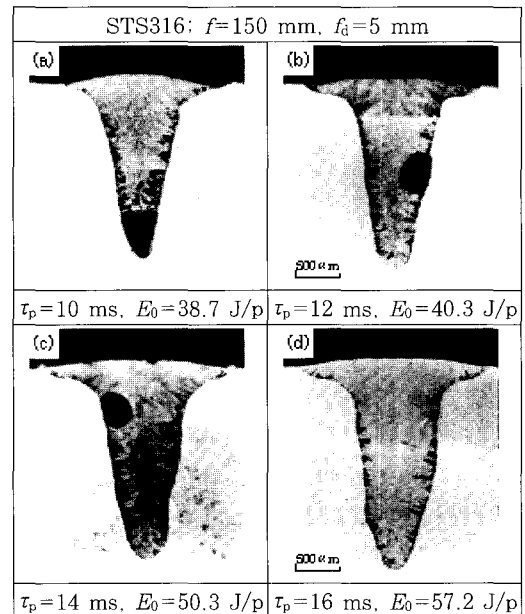 STS316; f=150 mm, fd=5 mm
(a)
(b)
500 μm
τp=10 ms, E0=38.7 J/p
τp=12 ms, E0=40.3 J/p
(c)
(d)
500 μm
τp=14 ms, E0=50.3 J/p
τp=16 ms, E0=57.2 J/p